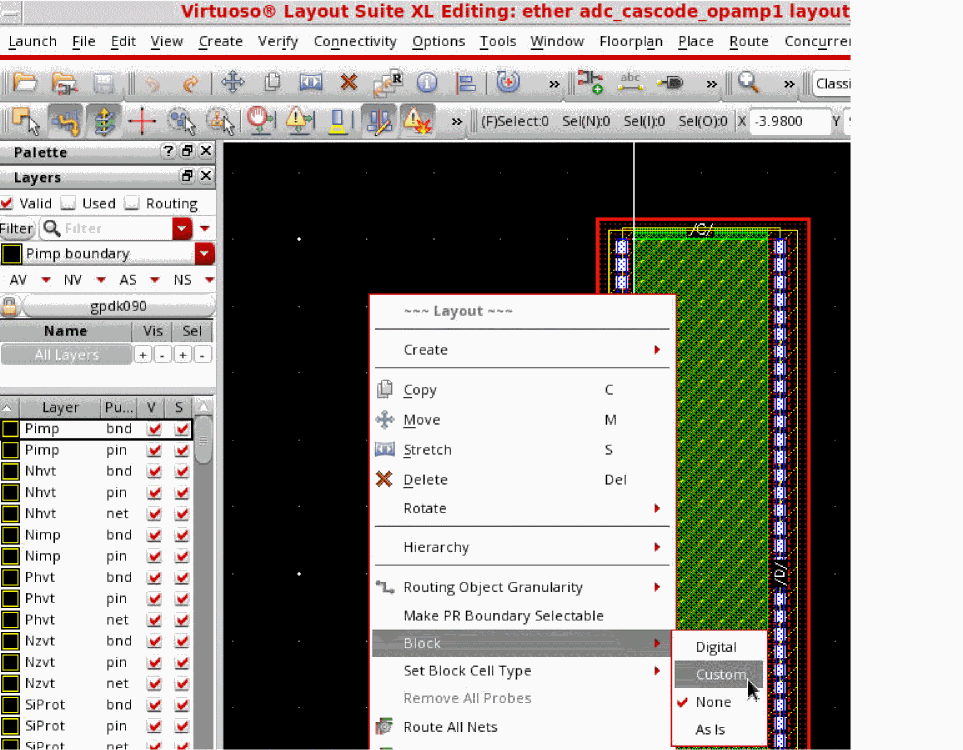 Virtuoso® Layout Suite XL Editing: ether adc_cascode_opamp1 layout
Launch File Edit View Create Verify Connectivity Options Tools Window Floorplan Place Route Concurre
R abc » Classi
» (F)Select:0 Sel(N):0 Sel(I):0 Sel(O):0 X -3.9800 Y
Palette
Layers
Valid Used Routing
Filter Filter
Pimp boundary
AV NV AS NS
gpdk090
Name Vis Sel
All Layers + - + -
Layer Pu... V S
Pimp bnd
Pimp pin
Nhvt bnd
Nhvt pin
Nhvt net
Nimp bnd
Nimp pin
Phvt bnd
Phvt pin
Phvt net
Nzvt bnd
Nzvt pin
Nzvt net
SiProt bnd
SiProt pin
SiProt net
/G/
/D/
~~~ Layout ~~~
Create
Copy C
Move M
Stretch S
Delete Del
Rotate
Hierarchy
Routing Object Granularity
Make PR Boundary Selectable
Block
Set Block Cell Type
Remove All Probes
Route All Nets
Digital
Custom
None
As Is